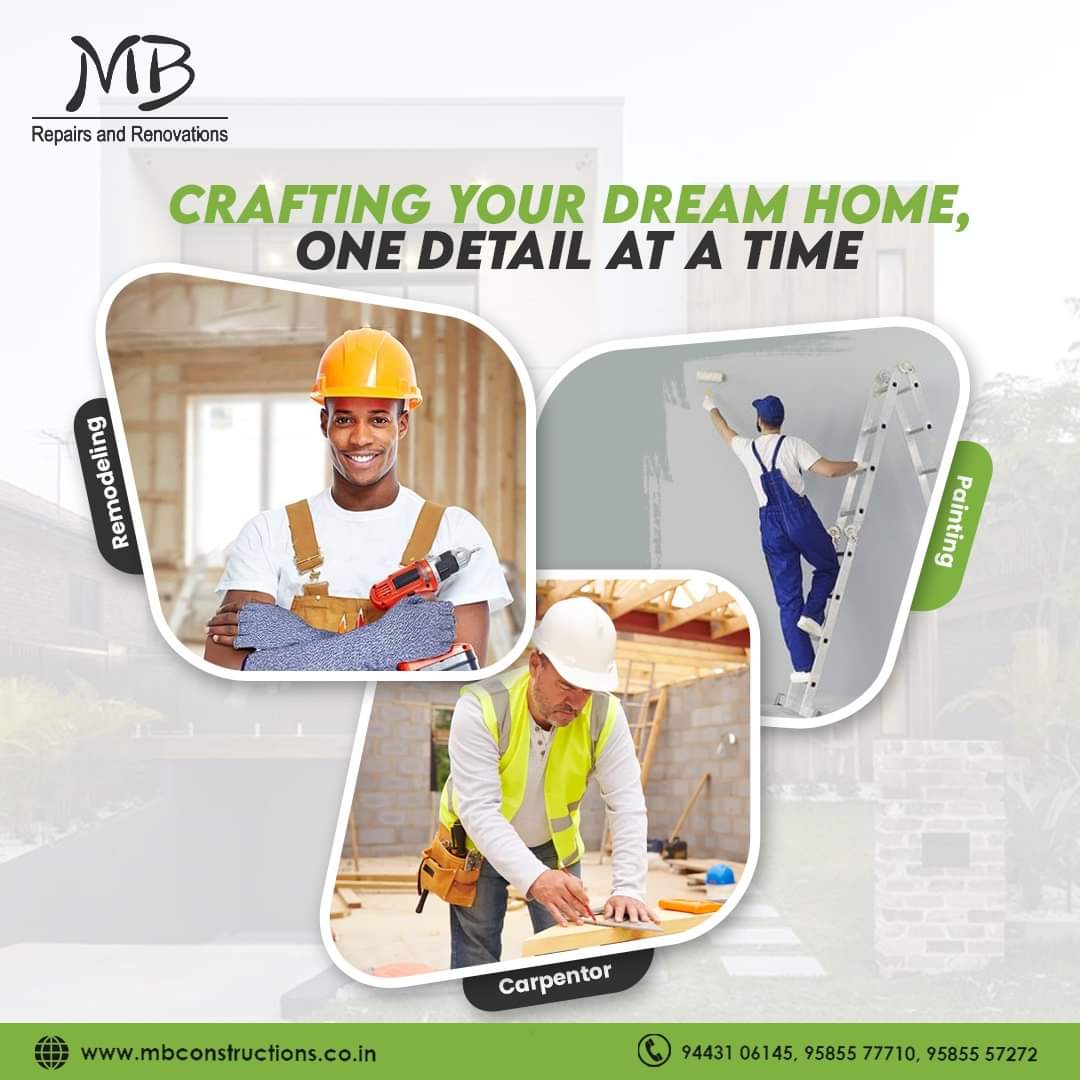 MB
Repairs and Renovations
CRAFTING YOUR DREAM HOME,
ONE DETAIL AT A TIME
Remodeling
Painting
Carpentor
www.mbconstructions.co.in
94431 06145, 95855 77710, 95855 57272